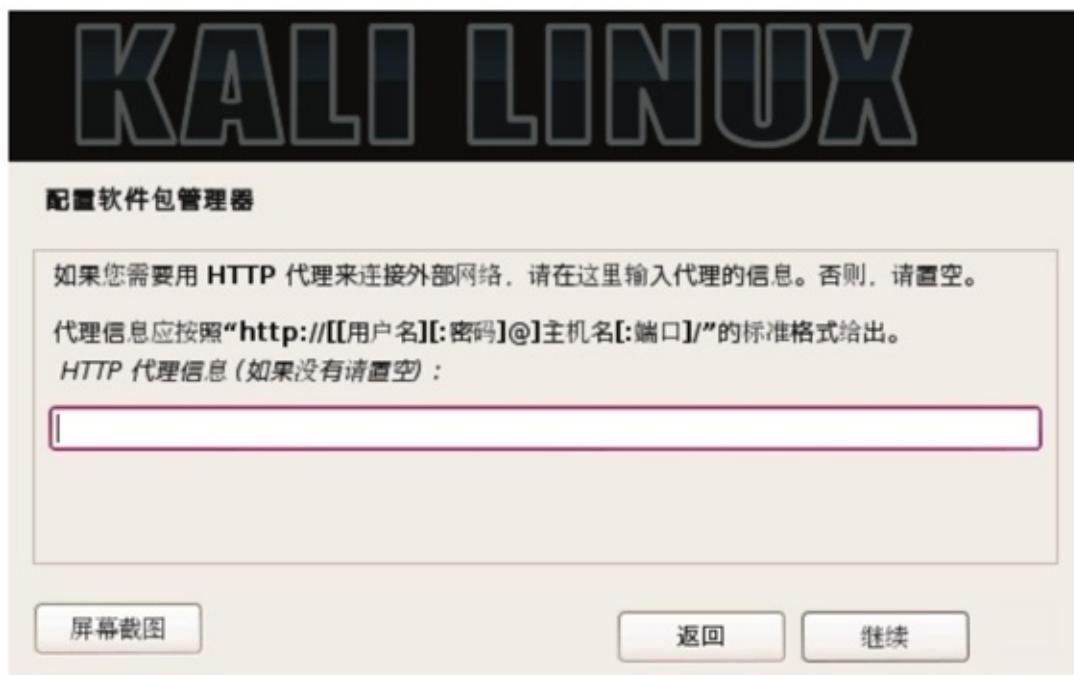 KALI LINUX
配置软件包管理器
如果您需要用 HTTP 代理来连接外部网络，请在这里输入代理的信息。否则，请置空。
代理信息应按照“http://[[用户名][:密码]@]主机名[:端口]/”的标准格式给出。
HTTP 代理信息（如果没有请置空）：
屏幕截图
返回
继续